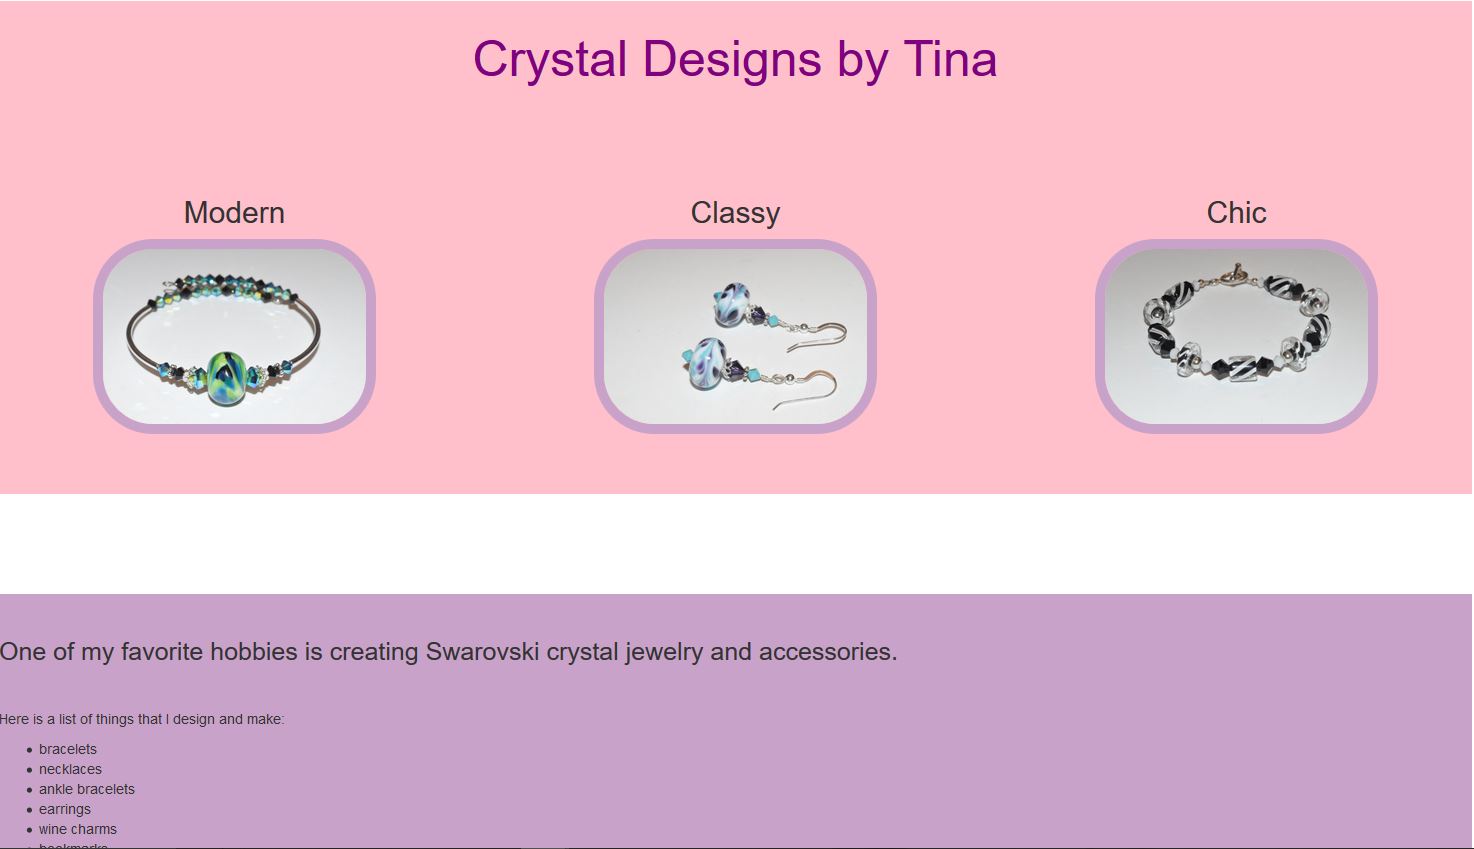 Crystal Designs by Tina
Modern
Classy
Chic
One of my favorite hobbies is creating Swarovski crystal jewelry and accessories.
Here is a list of things that I design and make:
bracelets
necklaces
ankle bracelets
earrings
wine charms
bookmarks